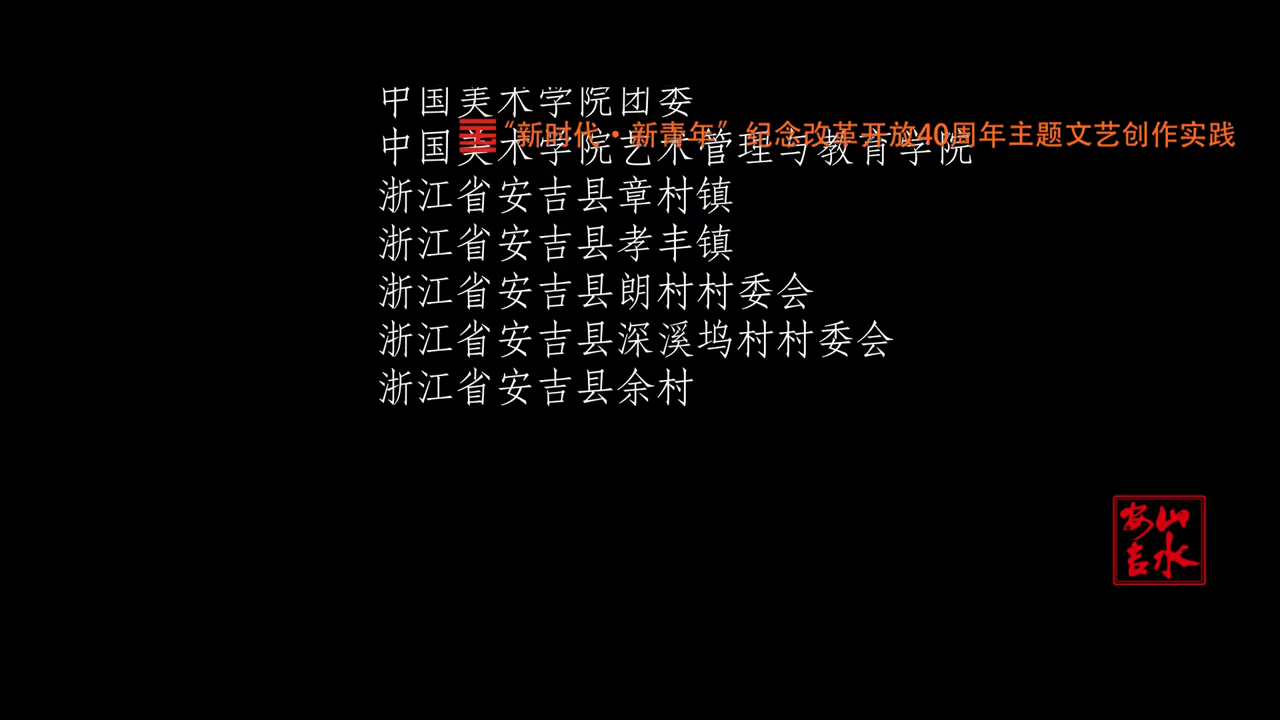 中国美术学院团委
“新时代·新青年”纪念改革开放40周年主题文艺创作实践
中国美术学院艺术管理与教育学院
浙江省安吉县章村镇
浙江省安吉县孝丰镇
浙江省安吉县朗村村委会
浙江省安吉县深溪坞村村委会
浙江省安吉县余村
山水
安吉